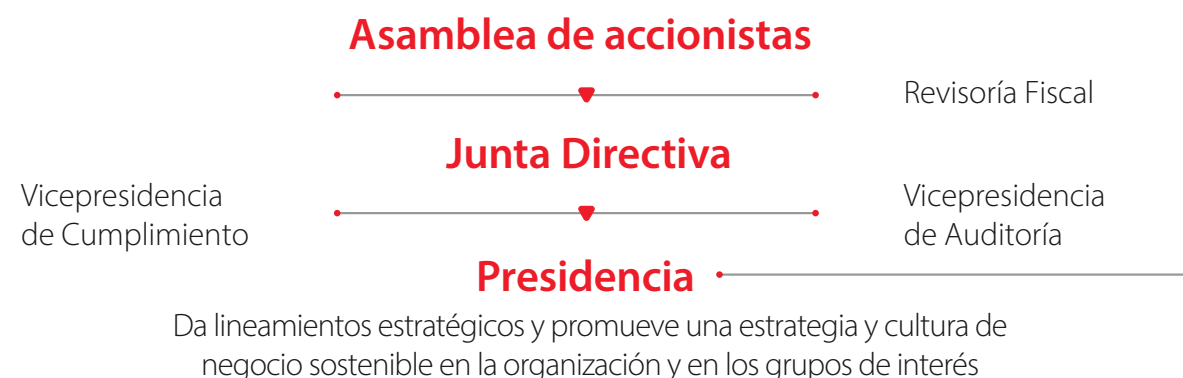 Asamblea de accionistas
Revisoría Fiscal
Junta Directiva
Vicepresidencia
de Cumplimiento
Vicepresidencia
de Auditoría
Presidencia
Da lineamientos estratégicos y promueve una estrategia y cultura de
negocio sostenible en la organización y en los grupos de interés